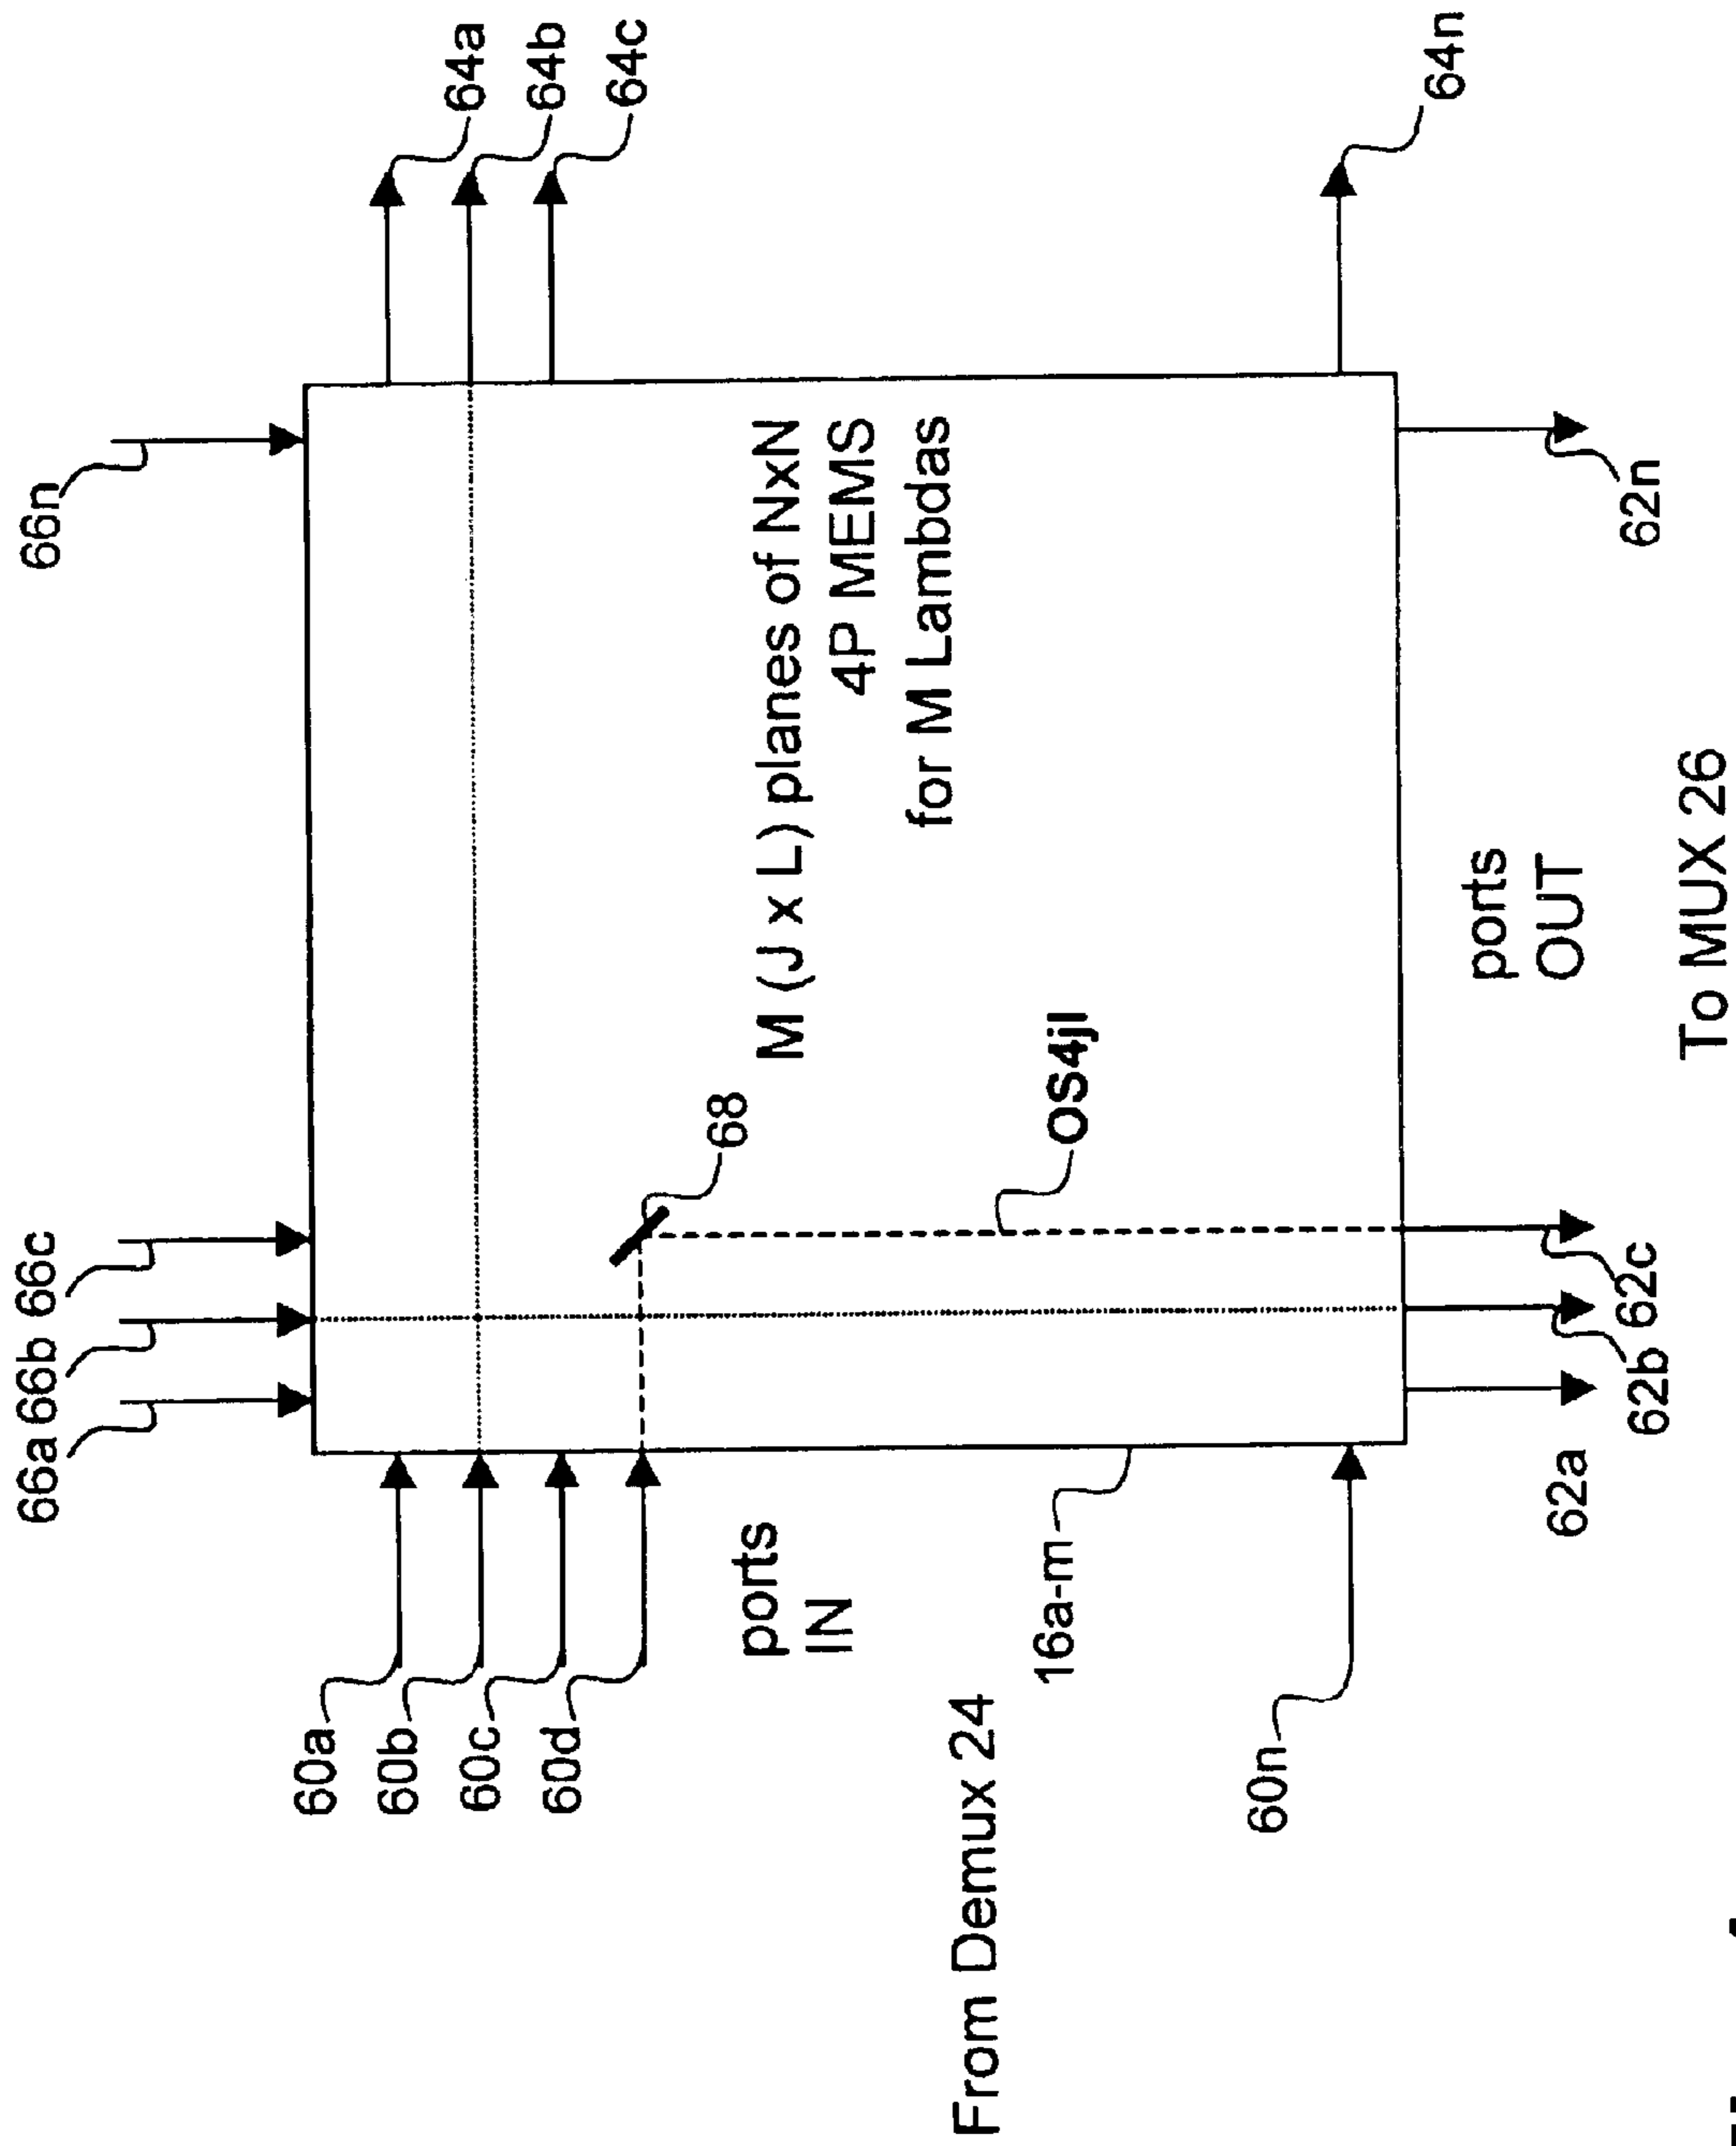 66a
66b
66c
66n
60a
60b
60c
60d
60n
ports
IN
From Demux 24
16a-m
68
OS4jl
M (J x L) planes of NxN
4P MEMS
for M Lambdas
64a
64b
64c
64n
62a
62b
62c
62n
ports
OUT
To MUX 26